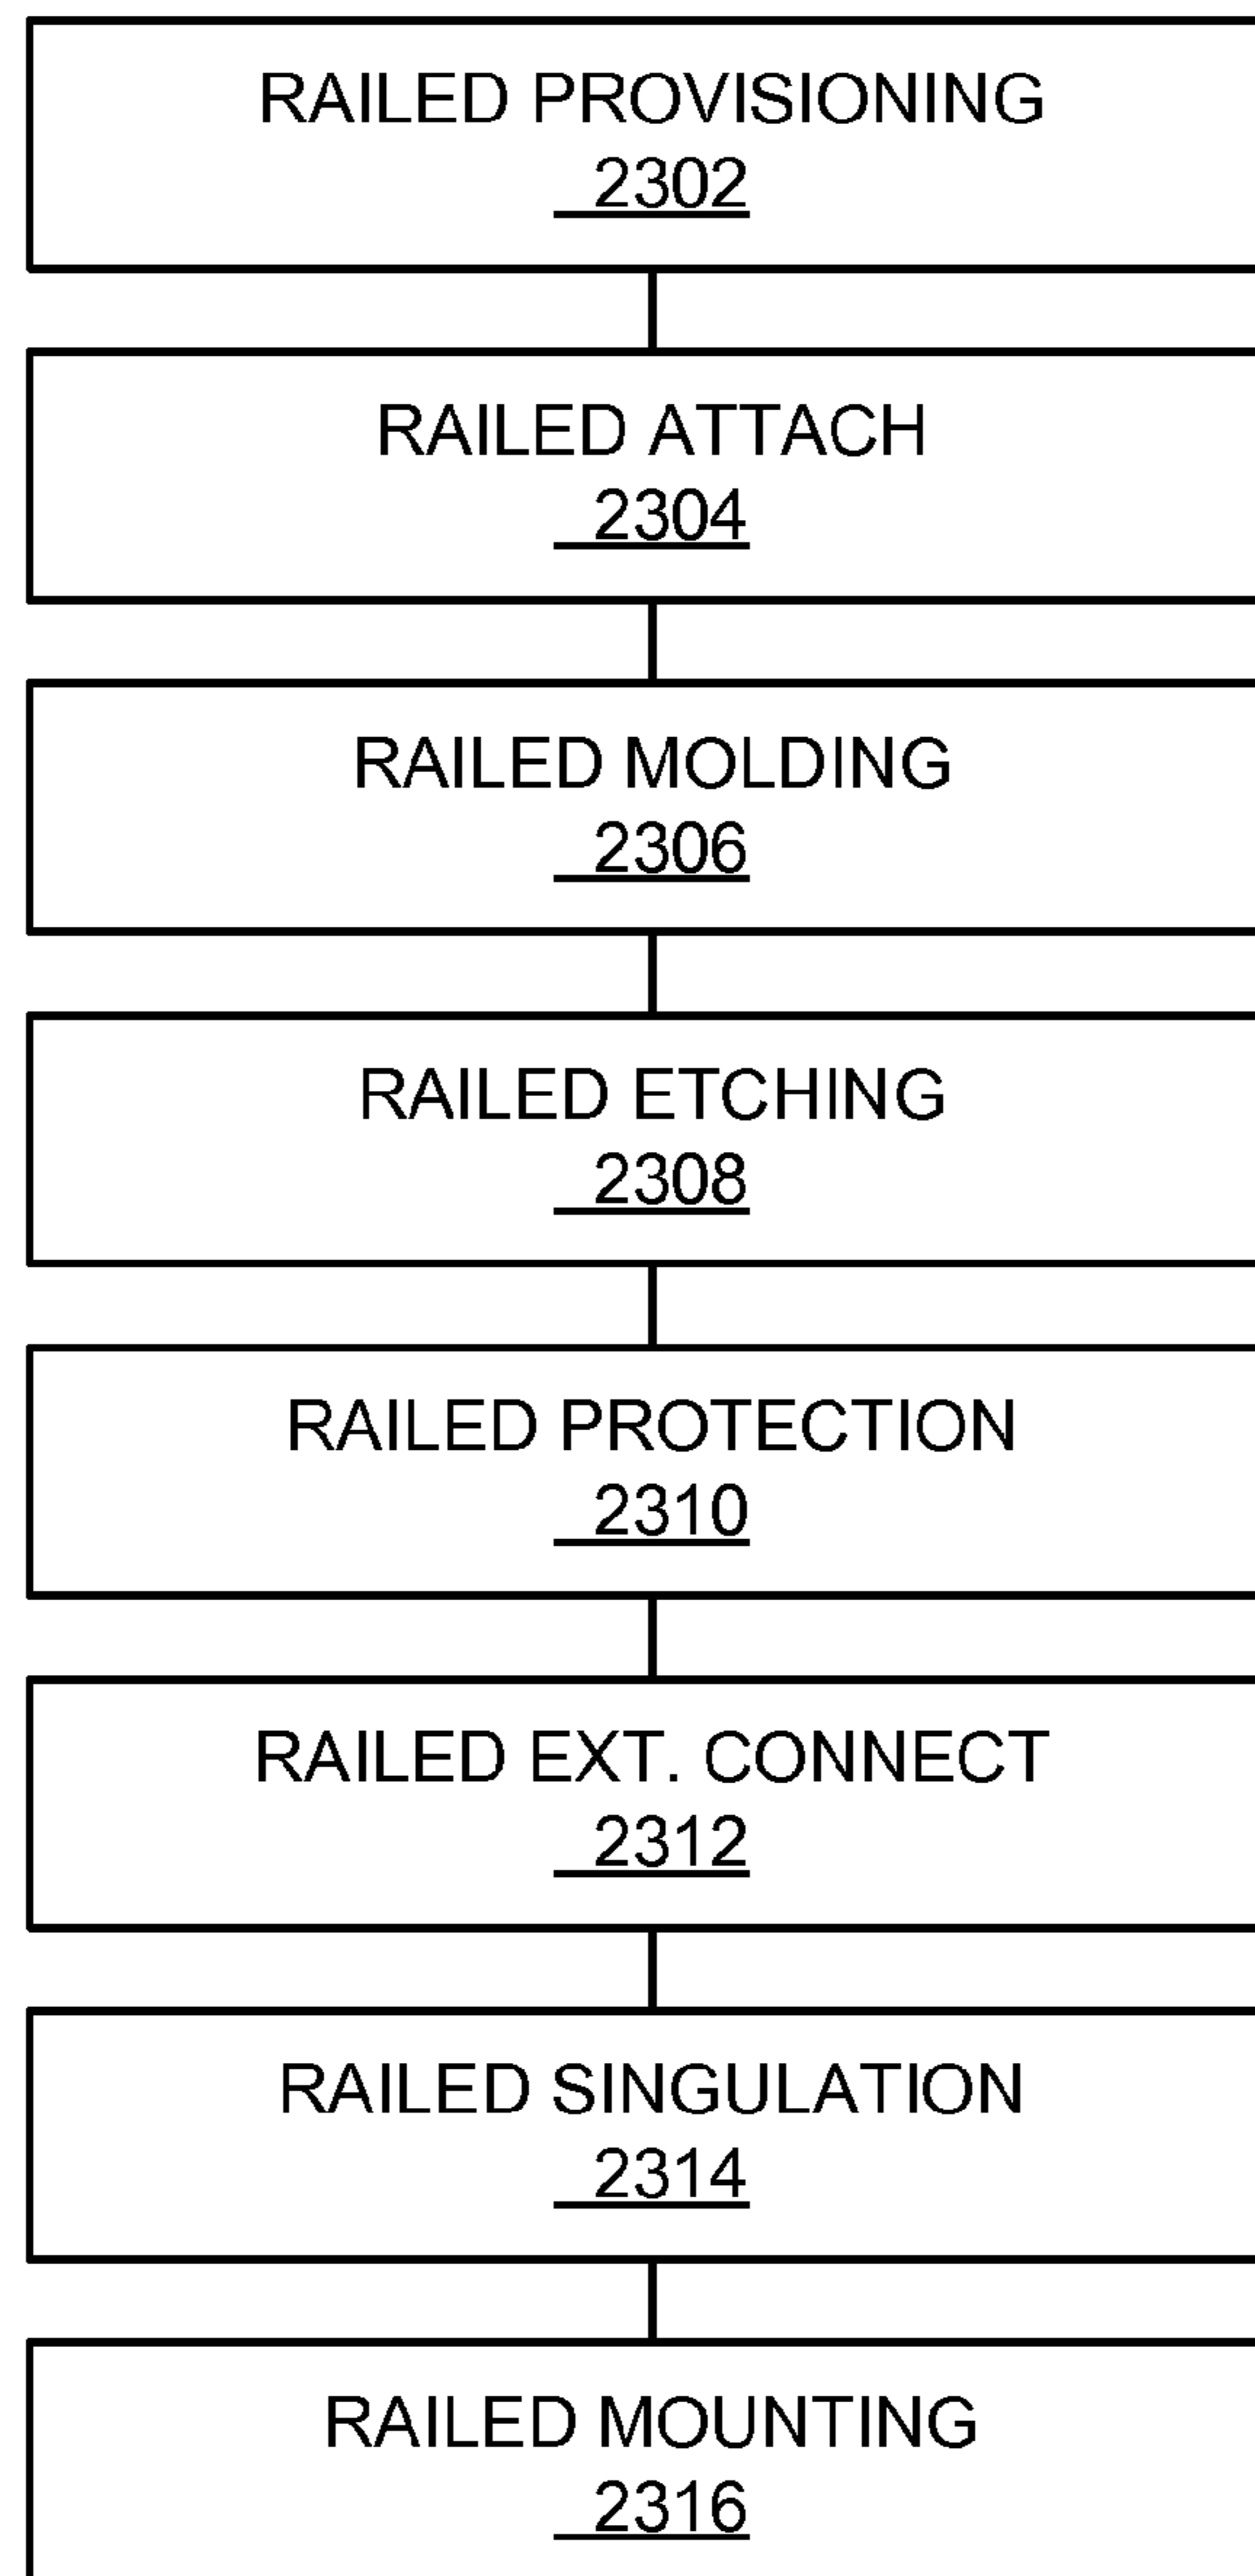 RAILED PROVISIONING
2302
RAILED ATTACH
2304
RAILED MOLDING
2306
RAILED ETCHING
2308
RAILED PROTECTION
2310
RAILED EXT. CONNECT
2312
RAILED SINGULATION
2314
RAILED MOUNTING
2316